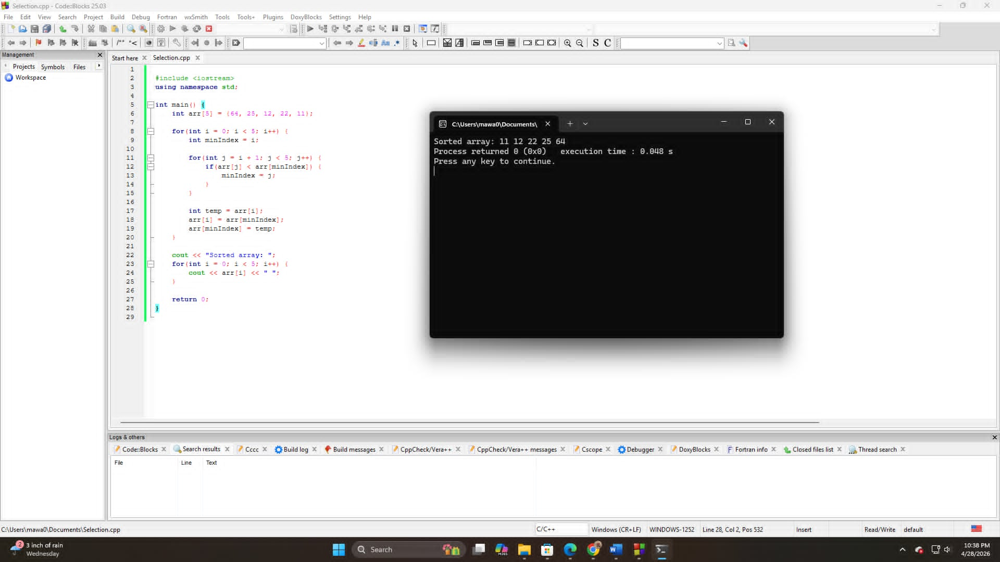 Selection.cpp - Code::Blocks 25.03
File Edit View Search Project Build Debug Fortran wxSmith Tools Tools+ Plugins DoxyBlocks Settings Help
Management
Start here Selection.cpp
Projects Symbols Files
Workspace
1
2 #include <iostream>
3 using namespace std;
4
5 int main() {
6 int arr[5] = {64, 25, 12, 22, 11};
7
8 for(int i = 0; i < 5; i++) {
9 int minIndex = i;
10
11 for(int j = i + 1; j < 5; j++) {
12 if(arr[j] < arr[minIndex]) {
13 minIndex = j;
14 }
15 }
16
17 int temp = arr[i];
18 arr[i] = arr[minIndex];
19 arr[minIndex] = temp;
20 }
21
22 cout << "Sorted array: ";
23 for(int i = 0; i < 5; i++) {
24 cout << arr[i] << " ";
25 }
26
27 return 0;
28 }
29
C:\Users\mawa0\Documents\
Sorted array: 11 12 22 25 64
Process returned 0 (0x0)   execution time : 0.048 s
Press any key to continue.
Logs & others
Code::Blocks Search results Cccc Build log Build messages CppCheck/Vera++ CppCheck/Vera++ messages Cscope Debugger DoxyBlocks Fortran info Closed files list Thread search
File Line Text
C:\Users\mawa0\Documents\Selection.cpp C/C++ Windows (CR+LF) WINDOWS-1252 Line 28, Col 2, Pos 532 Insert Read/Write default
2
3 inch of rain
Wednesday
Search
M365
10:38 PM
4/28/2026